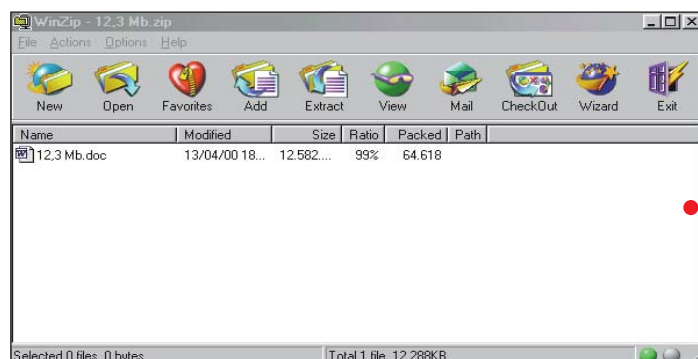 WinZip - 12,3 Mb.zip
File Actions Options Help
New Open Favorites Add Extract View Mail CheckOut Wizard Exit
Name Modified Size Ratio Packed Path
12,3 Mb.doc 13/04/00 18... 12.582.... 99% 64.618
Selected 0 files, 0 bytes Total 1 file, 12.288KB